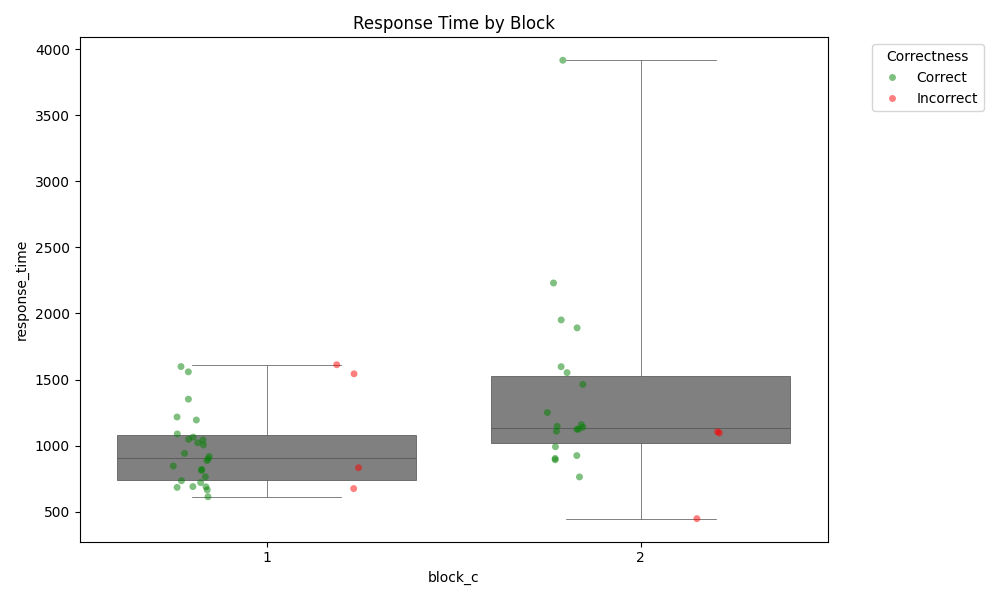 Response Time by Block
4000
3500
3000
2500
2000
1500
1000
500
response_time
1
2
block_c
Correctness
Correct
Incorrect